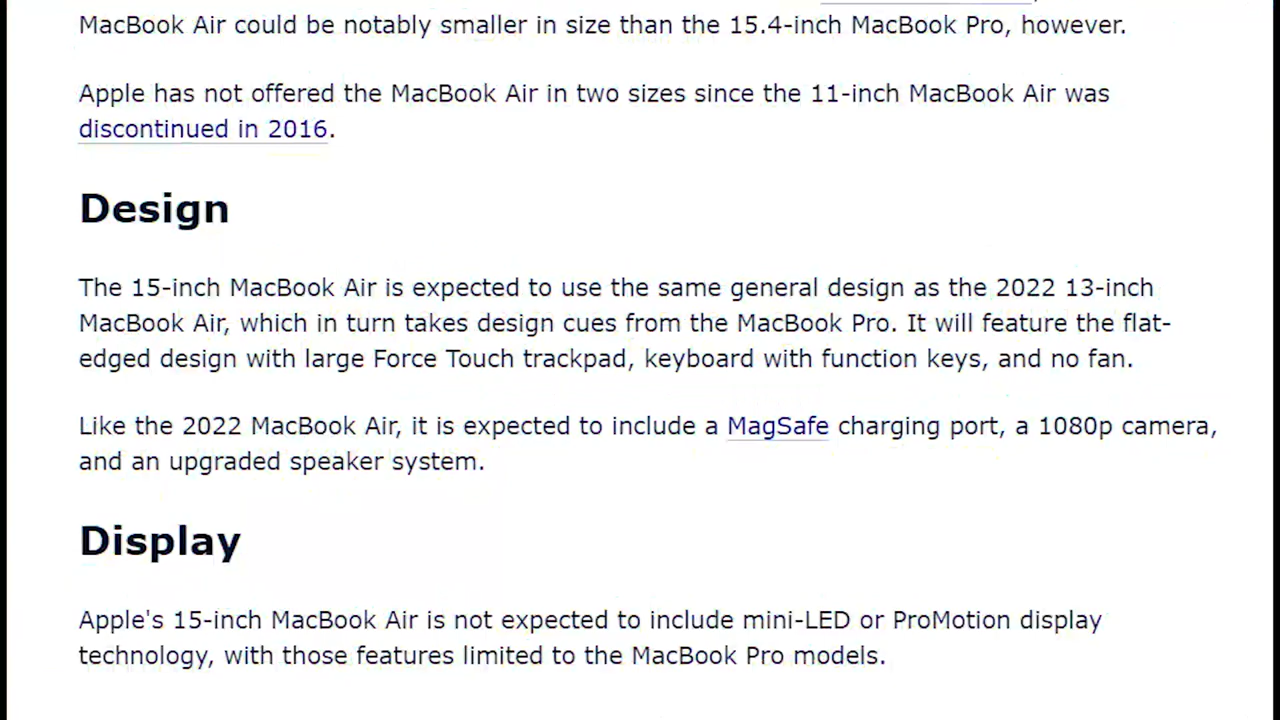 MacBook Air could be notably smaller in size than the 15.4-inch MacBook Pro, however.
Apple has not offered the MacBook Air in two sizes since the 11-inch MacBook Air was
discontinued in 2016.
Design
The 15-inch MacBook Air is expected to use the same general design as the 2022 13-inch
MacBook Air, which in turn takes design cues from the MacBook Pro. It will feature the flat-
edged design with large Force Touch trackpad, keyboard with function keys, and no fan.
Like the 2022 MacBook Air, it is expected to include a MagSafe charging port, a 1080p camera,
and an upgraded speaker system.
Display
Apple's 15-inch MacBook Air is not expected to include mini-LED or ProMotion display
technology, with those features limited to the MacBook Pro models.